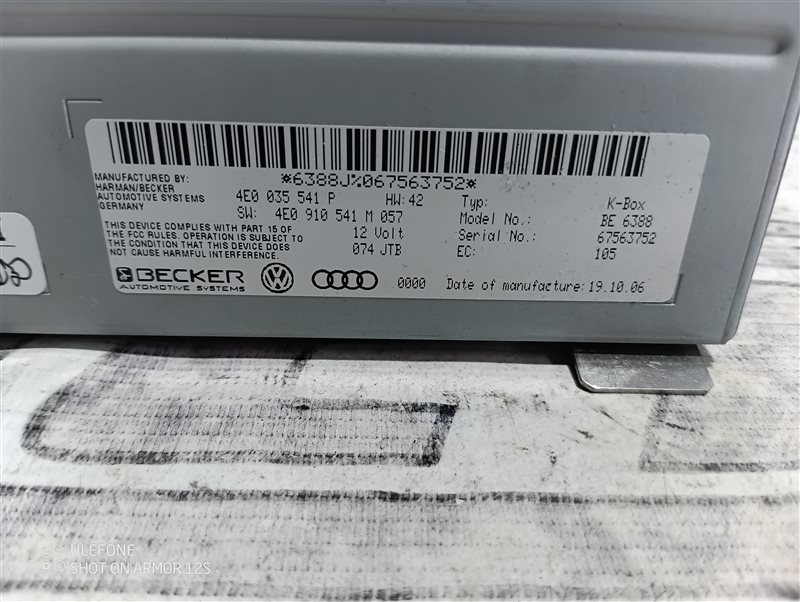 *6388J%067563752*
MANUFACTURED BY:
HARMAN/BECKER
AUTOMOTIVE SYSTEMS
GERMANY
4E0 035 541 P HW:42
SW: 4E0 910 541 M 057
12 Volt
074 JTB
THIS DEVICE COMPLIES WITH PART 15 OF
THE FCC RULES. OPERATION IS SUBJECT TO
THE CONDITION THAT THIS DEVICE DOES
NOT CAUSE HARMFUL INTERFERENCE.
Typ: K-Box
Model No.: BE 6388
Serial No.: 67563752
EC: 105
BECKER
AUTOMOTIVE SYSTEMS
0000 Date of manufacture: 19.10.06
ULEFONE
SHOT ON ARMOR 12S